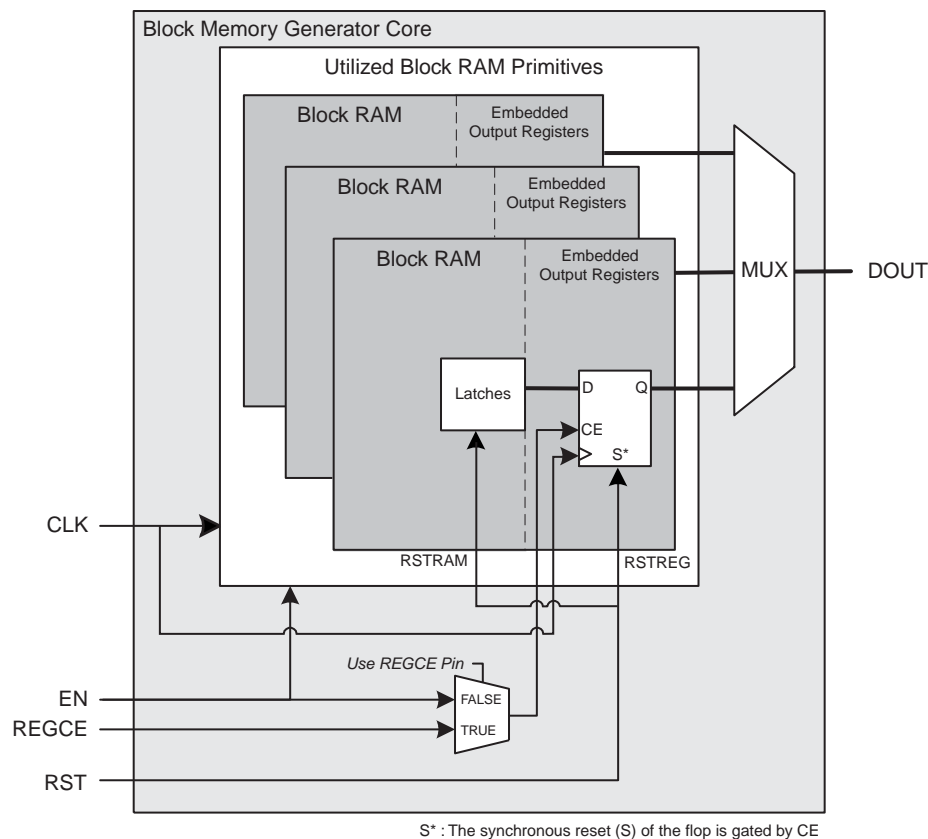 Block Memory Generator Core
Utilized Block RAM Primitives
Block RAM
Embedded
Output Registers
Block RAM
Embedded
Output Registers
Block RAM
Embedded
Output Registers
MUX
DOUT
Latches
D
Q
CE
S*
CLK
RSTRAM
RSTREG
Use REGCE Pin
EN
FALSE
REGCE
TRUE
RST
S* : The synchronous reset (S) of the flop is gated by CE